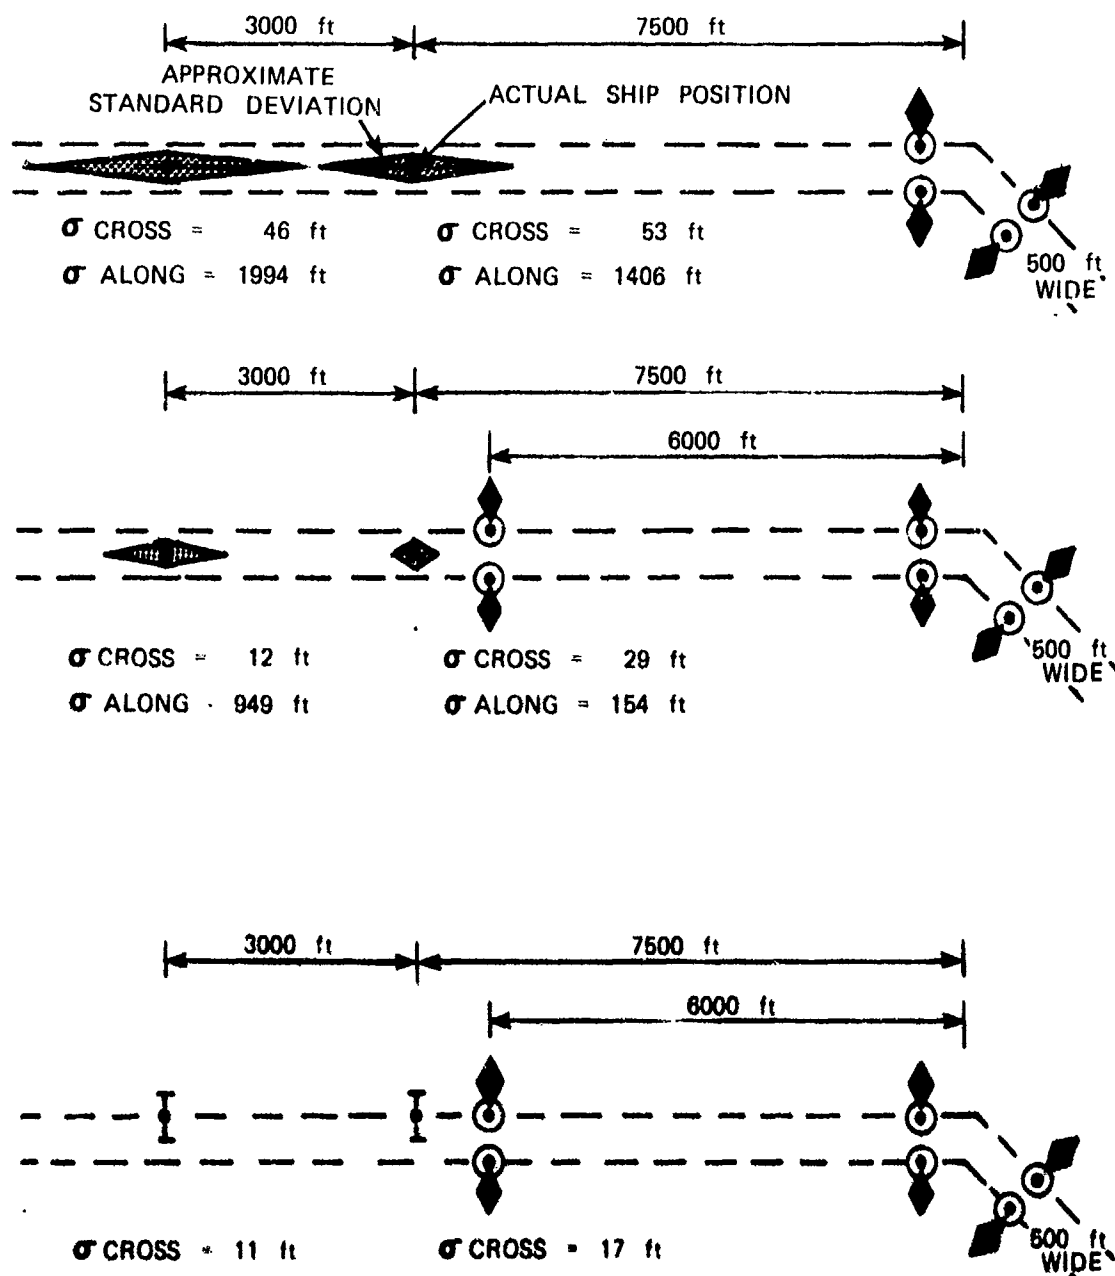 3000 ft 7500 ft
APPROXIMATE
STANDARD DEVIATION
ACTUAL SHIP POSITION
σ CROSS = 46 ft σ CROSS = 53 ft
σ ALONG = 1994 ft σ ALONG = 1406 ft
500 ft
WIDE
3000 ft 7500 ft
6000 ft
σ CROSS = 12 ft σ CROSS = 29 ft
σ ALONG = 949 ft σ ALONG = 154 ft
500 ft
WIDE
3000 ft 7500 ft
6000 ft
σ CROSS = 11 ft σ CROSS = 17 ft
500 ft
WIDE